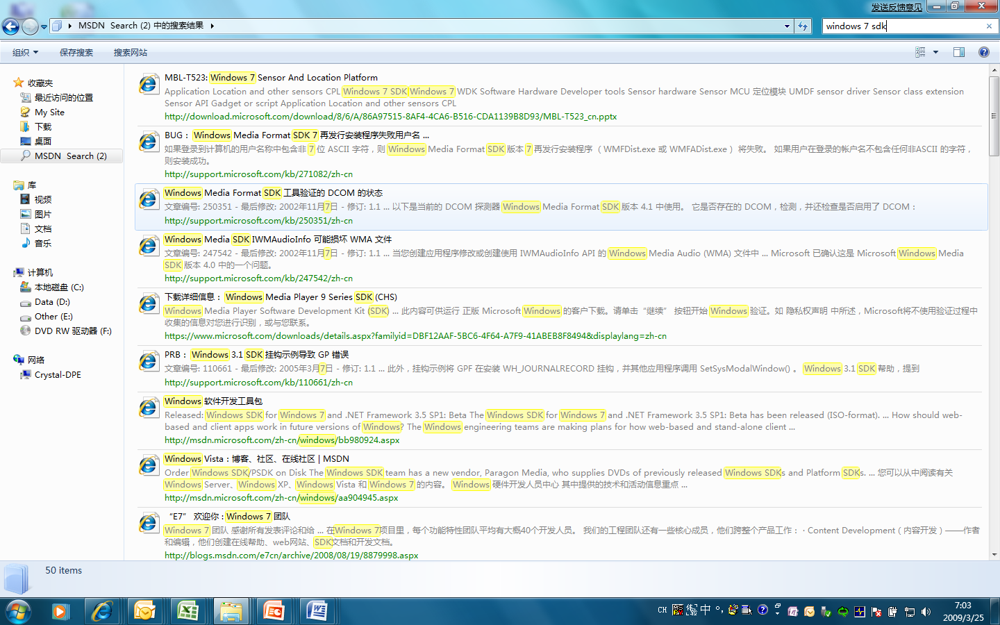 发送反馈意见
MSDN Search (2) 中的搜索结果
windows 7 sdk
组织
保存搜索
搜索网站
收藏夹
最近访问的位置
My Site
下载
桌面
MSDN Search (2)
库
视频
图片
文档
音乐
计算机
本地磁盘 (C:)
Data (D:)
Other (E:)
DVD RW 驱动器 (F:)
网络
Crystal-DPE
MBL-T523: Windows 7 Sensor And Location Platform
Application Location and other sensors CPL Windows 7 SDK Windows 7 WDK Software Hardware Developer tools Sensor hardware Sensor MCU 定位模块 UMDF sensor driver Sensor class extension
Sensor API Gadget or script Application Location and other sensors CPL
http://download.microsoft.com/download/8/6/A/86A97515-8AF4-4CA6-B516-CDA1139B8D93/MBL-T523_cn.pptx
BUG： Windows Media Format SDK 7 再发行安装程序失败用户名 ...
如果登录到计算机的用户名称中包含非 7 位 ASCII 字符，则 Windows Media Format SDK 版本 7 再发行安装程序 （ WMFDist.exe 或 WMFADist.exe ） 将失败。 如果用户在登录的帐户名不包含任何非ASCII 的字符，
则安装成功。
http://support.microsoft.com/kb/271082/zh-cn
Windows Media Format SDK 工具验证的 DCOM 的状态
文章编号: 250351 - 最后修改: 2002年11月7日 - 修订: 1.1 ... 以下是当前的 DCOM 探测器 Windows Media Format SDK 版本 4.1 中使用。 它是否存在的 DCOM，检测，并还检查是否启用了 DCOM：
http://support.microsoft.com/kb/250351/zh-cn
Windows Media SDK IWMAudioInfo 可能损坏 WMA 文件
文章编号: 247542 - 最后修改: 2002年11月7日 - 修订: 1.1 ... 当您创建应用程序修改或创建使用 IWMAudioInfo API 的 Windows Media Audio (WMA) 文件中 ... Microsoft 已确认这是 Microsoft Windows Media
SDK 版本 4.0 中的一个问题。
http://support.microsoft.com/kb/247542/zh-cn
下载详细信息： Windows Media Player 9 Series SDK (CHS)
Windows Media Player Software Development Kit (SDK) ... 此内容可供运行 正版 Microsoft Windows 的客户下载。请单击“继续” 按钮开始 Windows 验证。如 隐私权声明 中所述，Microsoft将不使用验证过程中
收集的信息对您进行识别，或与您联系。
https://www.microsoft.com/downloads/details.aspx?familyid=DBF12AAF-5BC6-4F64-A7F9-41ABEB8F8494&displaylang=zh-cn
PRB： Windows 3.1 SDK 挂钩示例导致 GP 错误
文章编号: 110661 - 最后修改: 2005年3月7日 - 修订: 1.1 ... 此外，挂钩示例将 GPF 在安装 WH_JOURNALRECORD 挂钩，并其他应用程序调用 SetSysModalWindow() 。 Windows 3.1 SDK 帮助，提到
http://support.microsoft.com/kb/110661/zh-cn
Windows 软件开发工具包
Released: Windows SDK for Windows 7 and .NET Framework 3.5 SP1: Beta The Windows SDK for Windows 7 and .NET Framework 3.5 SP1: Beta has been released (ISO-format). ... How should web-
based and client apps work in future versions of Windows? The Windows engineering teams are making plans for how web-based and stand-alone client ...
http://msdn.microsoft.com/zh-cn/windows/bb980924.aspx
Windows Vista：博客、社区、在线社区 | MSDN
Order Windows SDK/PSDK on Disk The Windows SDK team has a new vendor, Paragon Media, who supplies DVDs of previously released Windows SDKs and Platform SDKs. ... 您可以从中阅读有关
Windows Server、Windows XP、Windows Vista 和 Windows 7 的内容。 Windows 硬件开发人员中心 其中提供的技术和活动信息重点 ...
http://msdn.microsoft.com/zh-cn/windows/aa904945.aspx
“E7” 欢迎你 : Windows 7 团队
Windows 7 团队 感谢所有发表评论和给 ... 在Windows 7项目里，每个功能特性团队平均有大概40个开发人员。 我们的工程团队还有一些核心成员，他们跨整个产品工作： · Content Development（内容开发）——作者
和编辑，他们创建在线帮助、web网站、SDK文档和开发文档。
http://blogs.msdn.com/e7cn/archive/2008/08/19/8879998.aspx
50 items
CH
中
7:03
2009/3/25